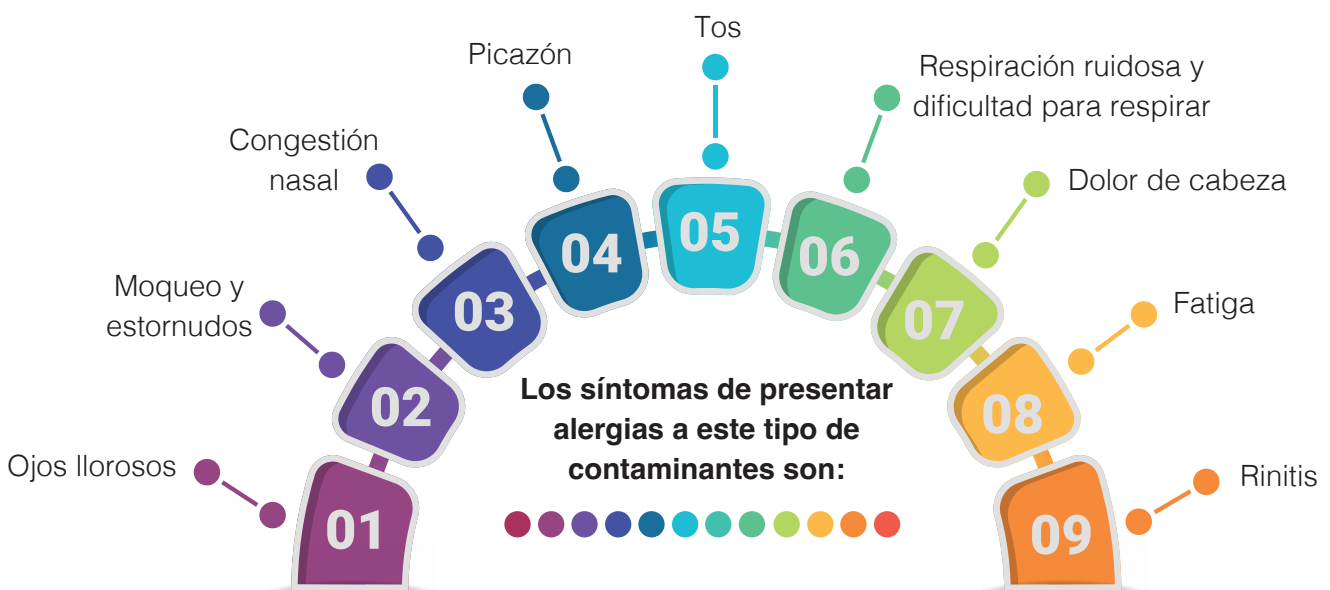 Los síntomas de presentar
alergias a este tipo de
contaminantes son:
01
Ojos llorosos
02
Moqueo y
estornudos
03
Congestión
nasal
04
Picazón
05
Tos
06
Respiración ruidosa y
dificultad para respirar
07
Dolor de cabeza
08
Fatiga
09
Rinitis